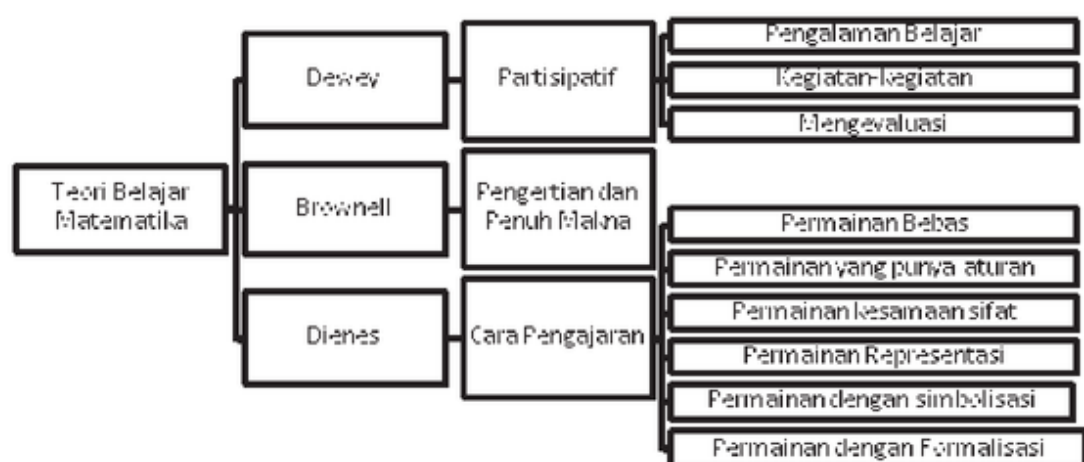 Teori Belajar
Matematika
Dewey
Partisipatif
Pengalaman Belajar
Kegiatan-kegiatan
Mengevaluasi
Brownell
Pengertian dan
Penuh Makna
Dienes
Cara Pengajaran
Permainan Bebas
Permainan yang punya aturan
Permainan kesamaan sifat
Permainan Representasi
Permainan dengan simbolisasi
Permainan dengan Formalisasi